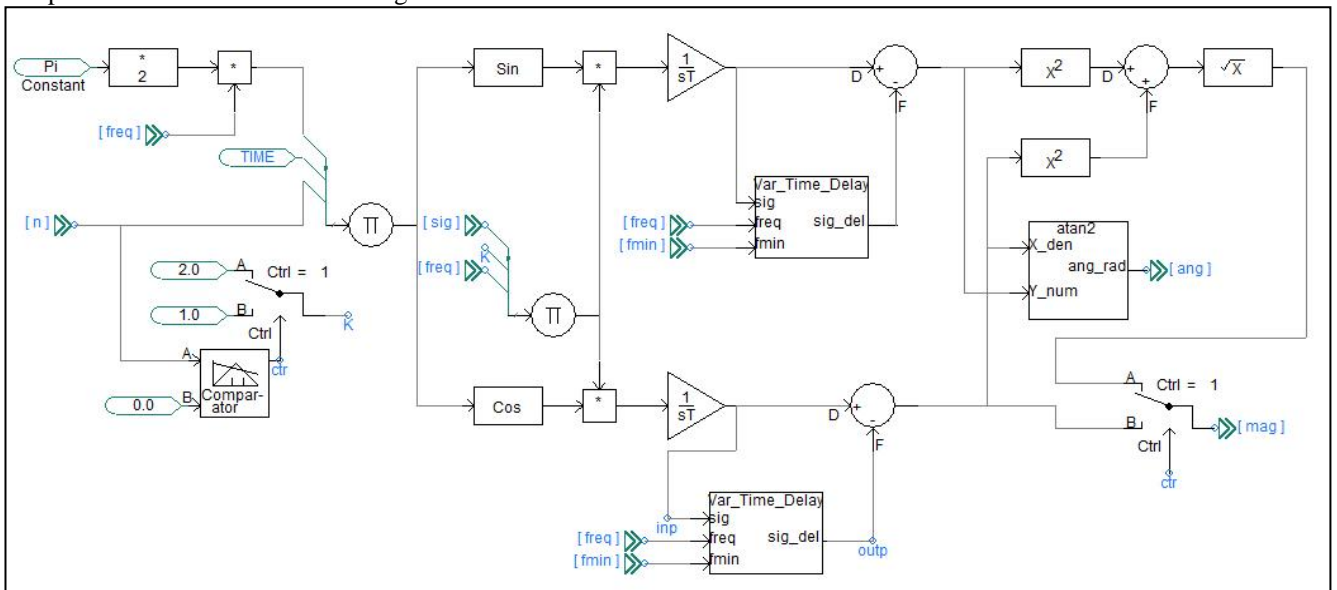 Pi
Constant
*
2
*
[ freq ]
TIME
[ n ]
Π
2.0
A
Ctrl = 1
1.0
B
Ctrl
K
A
ctr
0.0
B
Compar-
ator
Sin
*
1
sT
D
+
-
F
[ sig ]
K
[ freq ]
Π
Var_Time_Delay
[ freq ]
[ fmin ]
sig
freq
fmin
sig_del
Cos
*
1
sT
D
+
-
F
inp
Var_Time_Delay
[ freq ]
[ fmin ]
sig
freq
fmin
sig_del
outp
X2
D
+
+
F
√X
X2
atan2
X_den
ang_rad
[ ang ]
Y_num
A
Ctrl = 1
B
[ mag ]
Ctrl
ctr